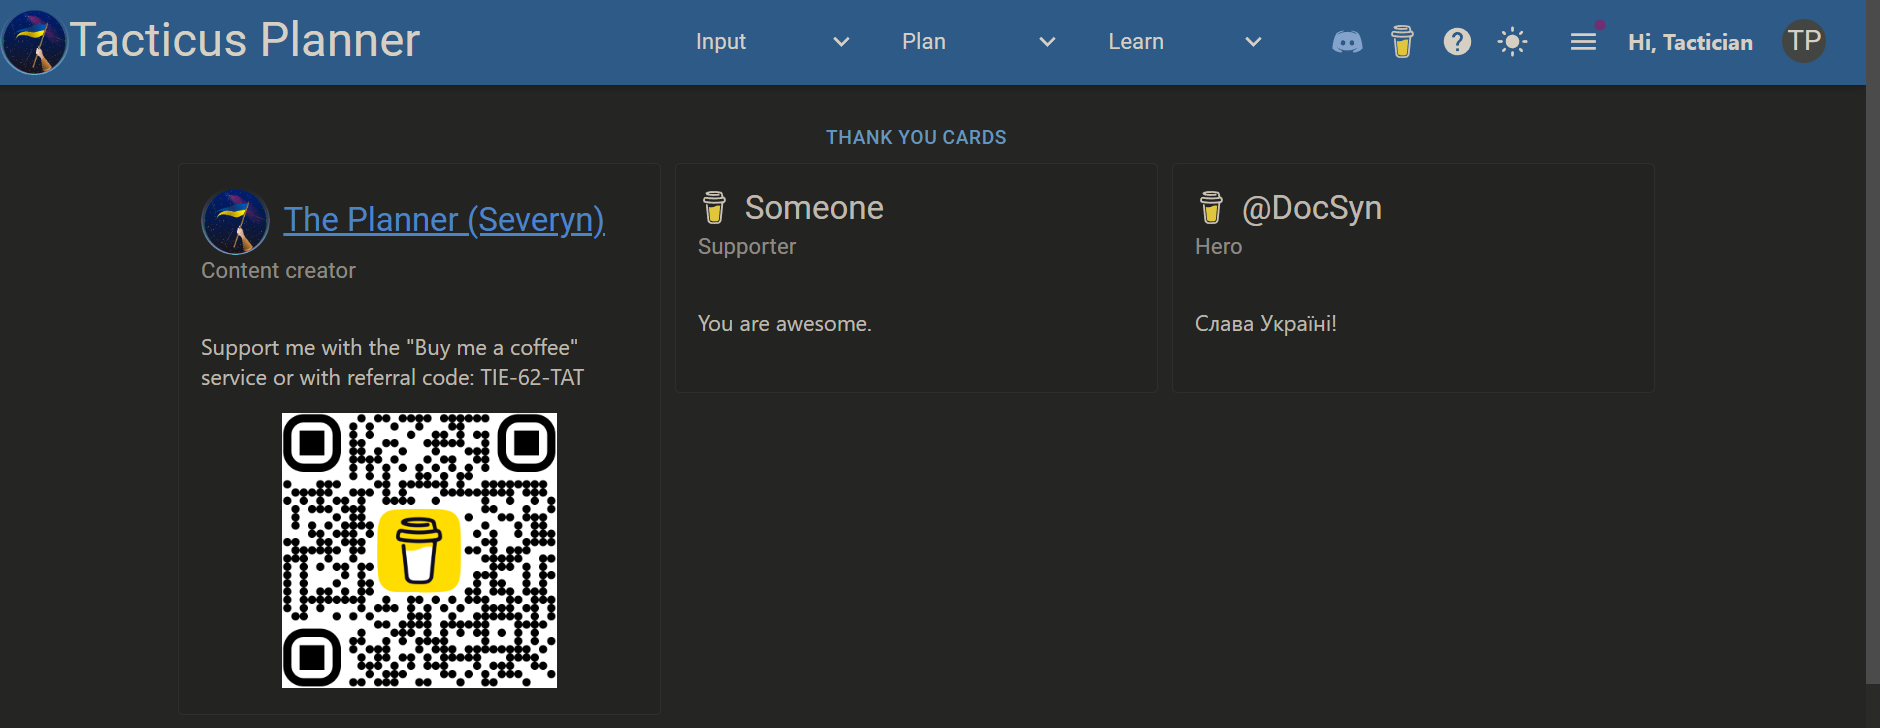 Tacticus Planner
Input
Plan
Learn
?
Hi, Tactician
TP
THANK YOU CARDS
The Planner (Severyn)
Content creator
Support me with the "Buy me a coffee"
service or with referral code: TIE-62-TAT
Someone
Supporter
You are awesome.
@DocSyn
Hero
Слава Україні!